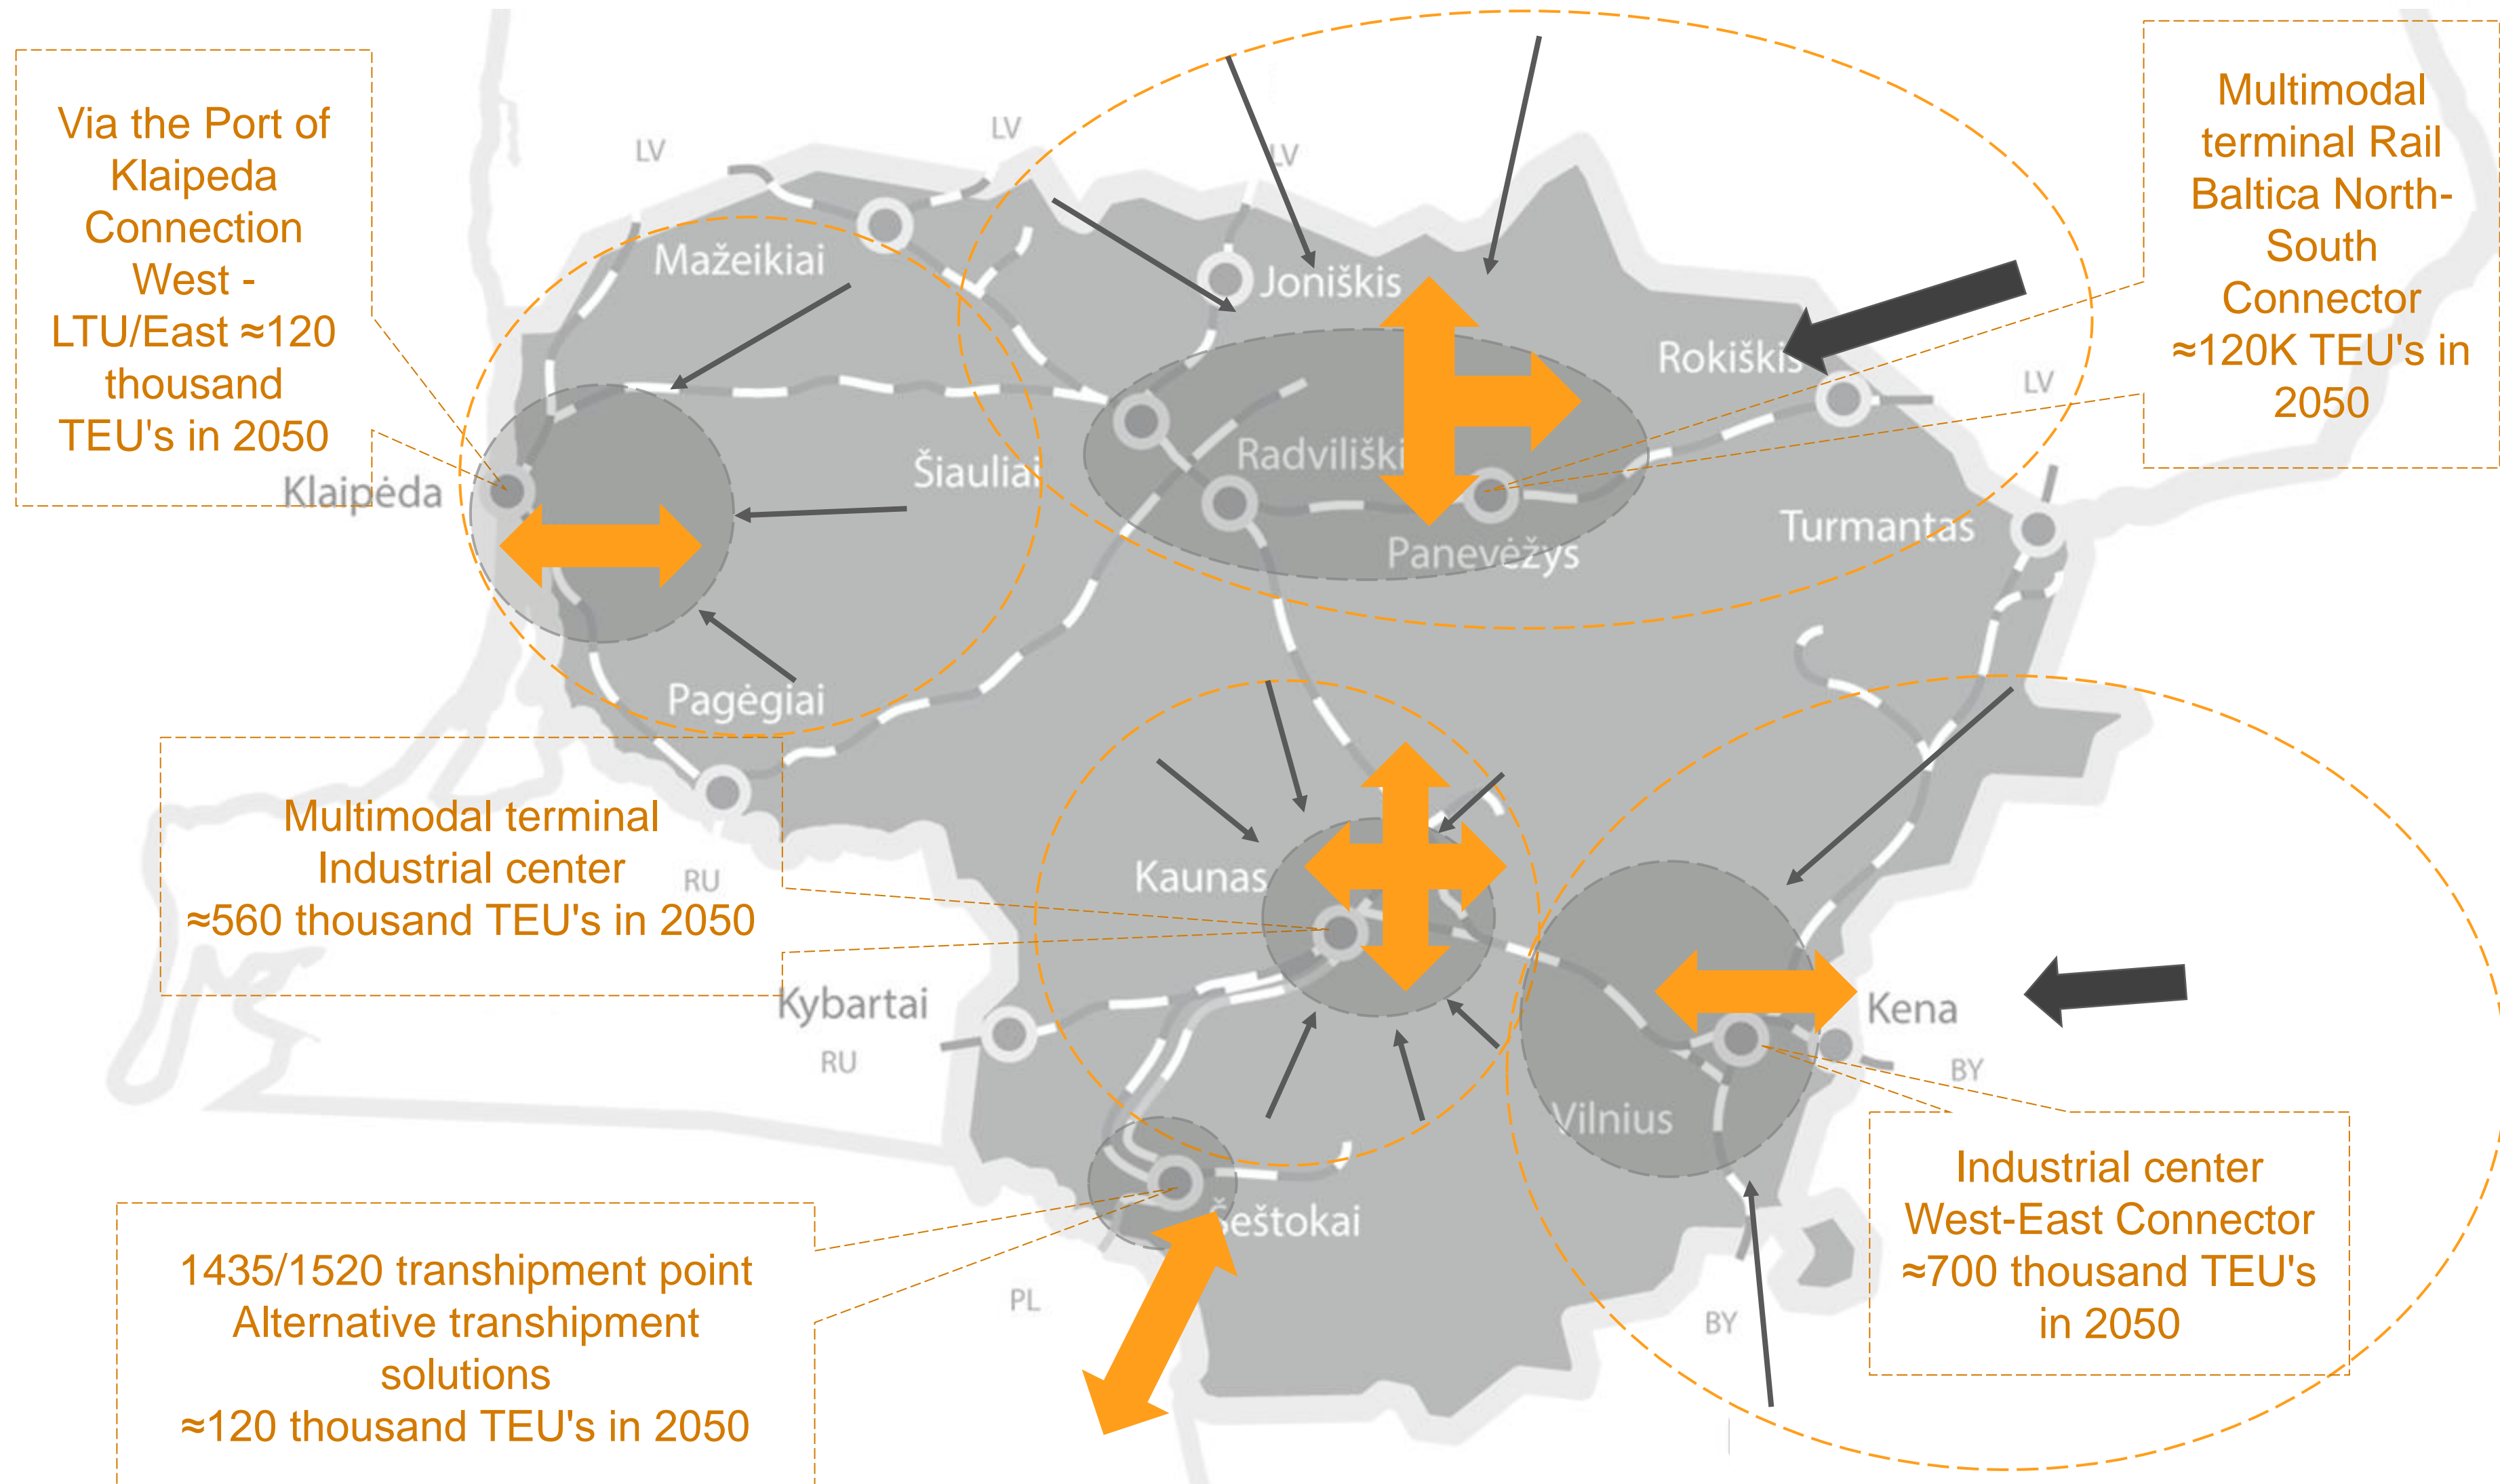 Via the Port of
Klaipeda
Connection
West -
LTU/East ≈120
thousand
TEU's in 2050
Multimodal
terminal Rail
Baltica North-
South
Connector
≈120K TEU's in
2050
LV
LV
LV
Mažeikiai
Joniškis
Rokiškis
LV
Šiauliai
Radviliški
Klaipėda
Panevėžys
Turmantas
Pagėgiai
Multimodal terminal
Industrial center
≈560 thousand TEU's in 2050
RU
Kaunas
Kybartai
RU
Kena
BY
Vilnius
Industrial center
West-East Connector
≈700 thousand TEU's
in 2050
Šeštokai
1435/1520 transhipment point
Alternative transhipment
solutions
≈120 thousand TEU's in 2050
PL
BY